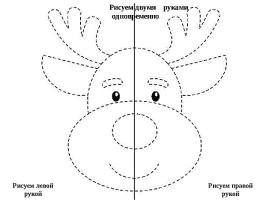 Рисуем двумя руками
одновременно
Рисуем левой
рукой
Рисуем правой
рукой